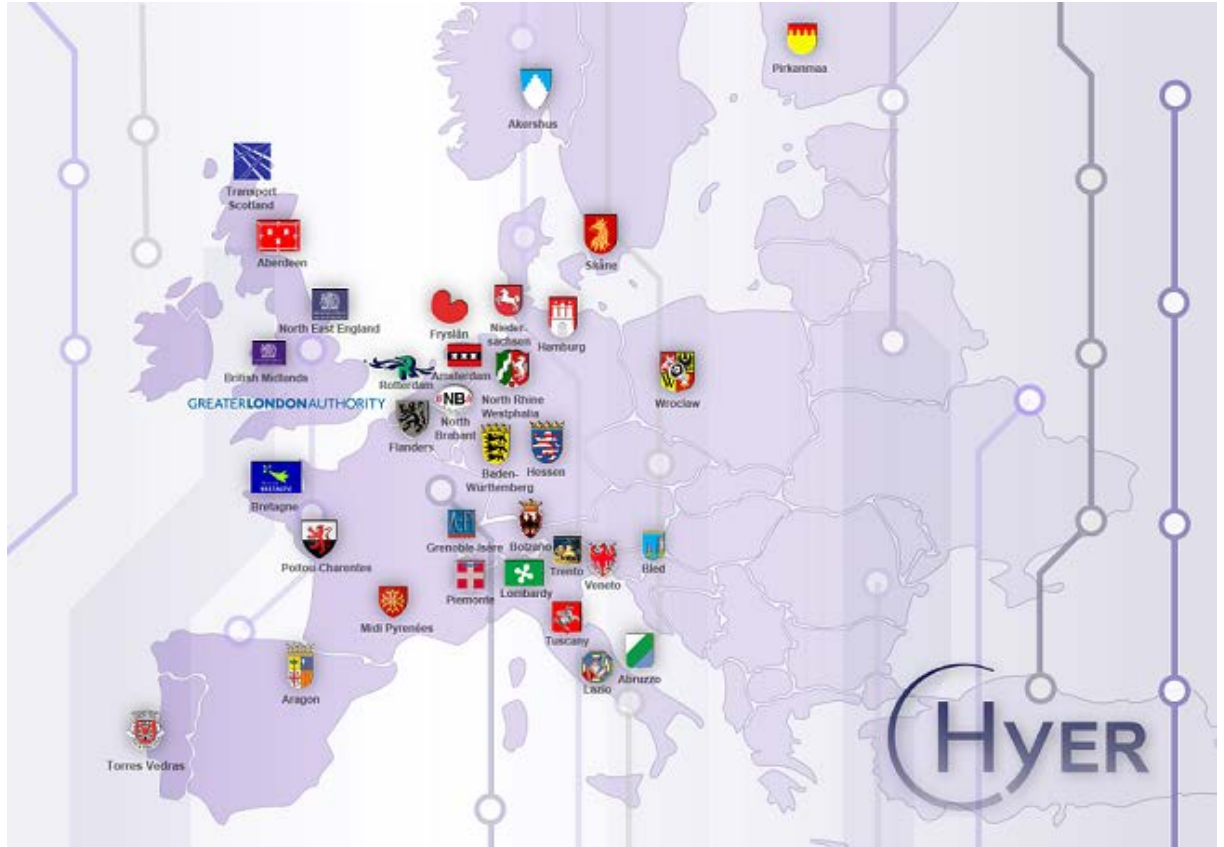 Pirkanmaa
Akershus
Transport
Scotland
Aberdeen
Skåne
North East England
Fryslân
Nieder-
sachsen
Hamburg
British Midlands
Rotterdam
Amsterdam
GREATERLONDONAUTHORITY
NB
North
Brabant
North Rhine
Westphalia
Wroclaw
W
Flanders
Baden-
Württemberg
Hessen
BRETAGNE
Bretagne
Poitou-Charentes
Grenoble-Isère
Bolzano
Trento
Veneto
Bled
Piemonte
Lombardy
Midi Pyrenées
Tuscany
Lazio
Abruzzo
Aragon
Torres Vedras
HyER